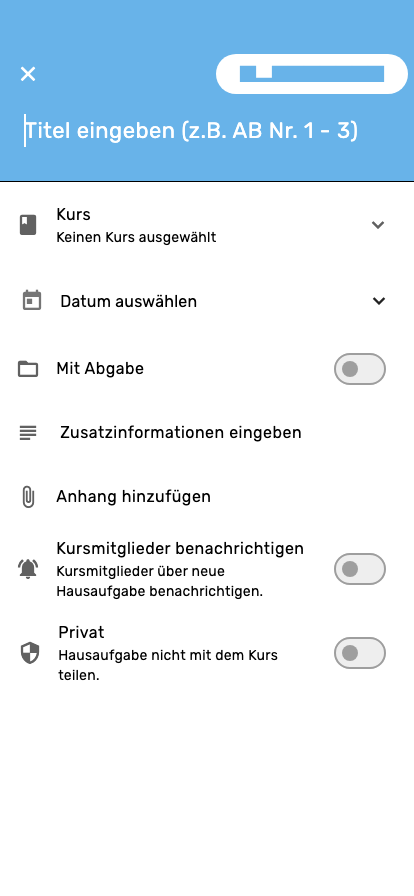 Titel eingeben (z.B. AB Nr. 1 - 3)
Kurs
Keinen Kurs ausgewählt
Datum auswählen
Mit Abgabe
Zusatzinformationen eingeben
Anhang hinzufügen
Kursmitglieder benachrichtigen
Kursmitglieder über neue
Hausaufgabe benachrichtigen.
Privat
Hausaufgabe nicht mit dem Kurs
teilen.